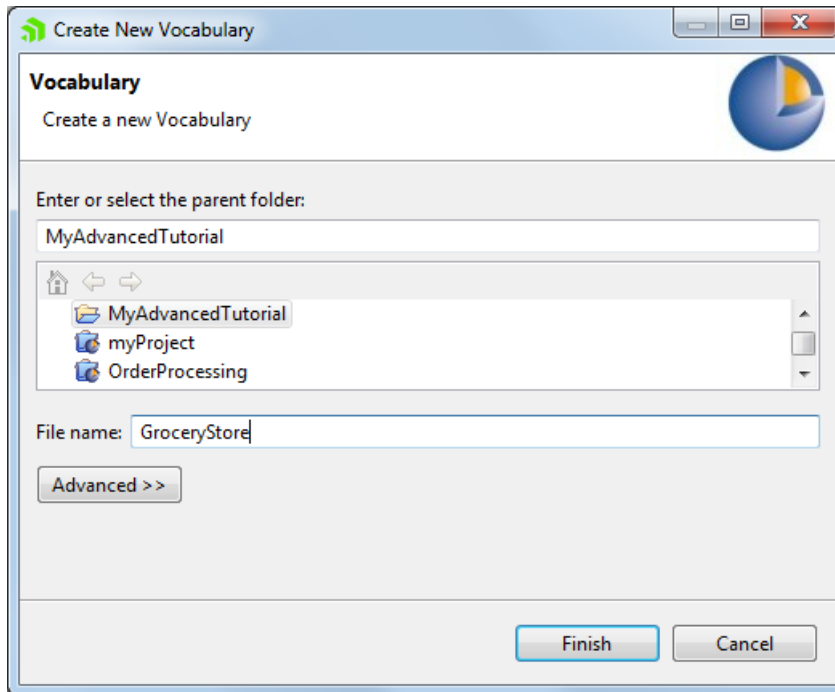 Create New Vocabulary
Vocabulary
Create a new Vocabulary
Enter or select the parent folder:
MyAdvancedTutorial
MyAdvancedTutorial
myProject
OrderProcessing
File name: GroceryStore
Advanced >>
Finish Cancel